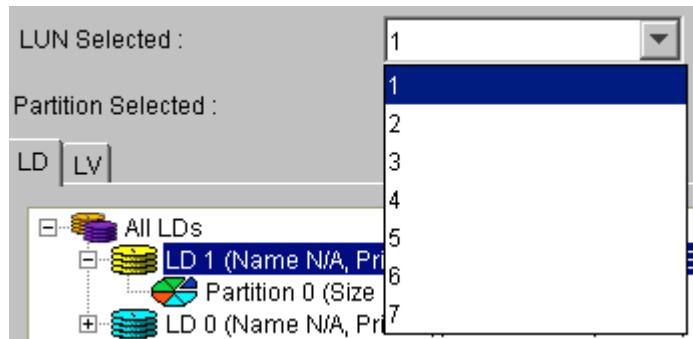 LUN Selected :
1
Partition Selected :
1
2
3
4
5
6
7
LD
LV
All LDs
LD 1 (Name N/A, Pri
Partition 0 (Size
LD 0 (Name N/A, Pri